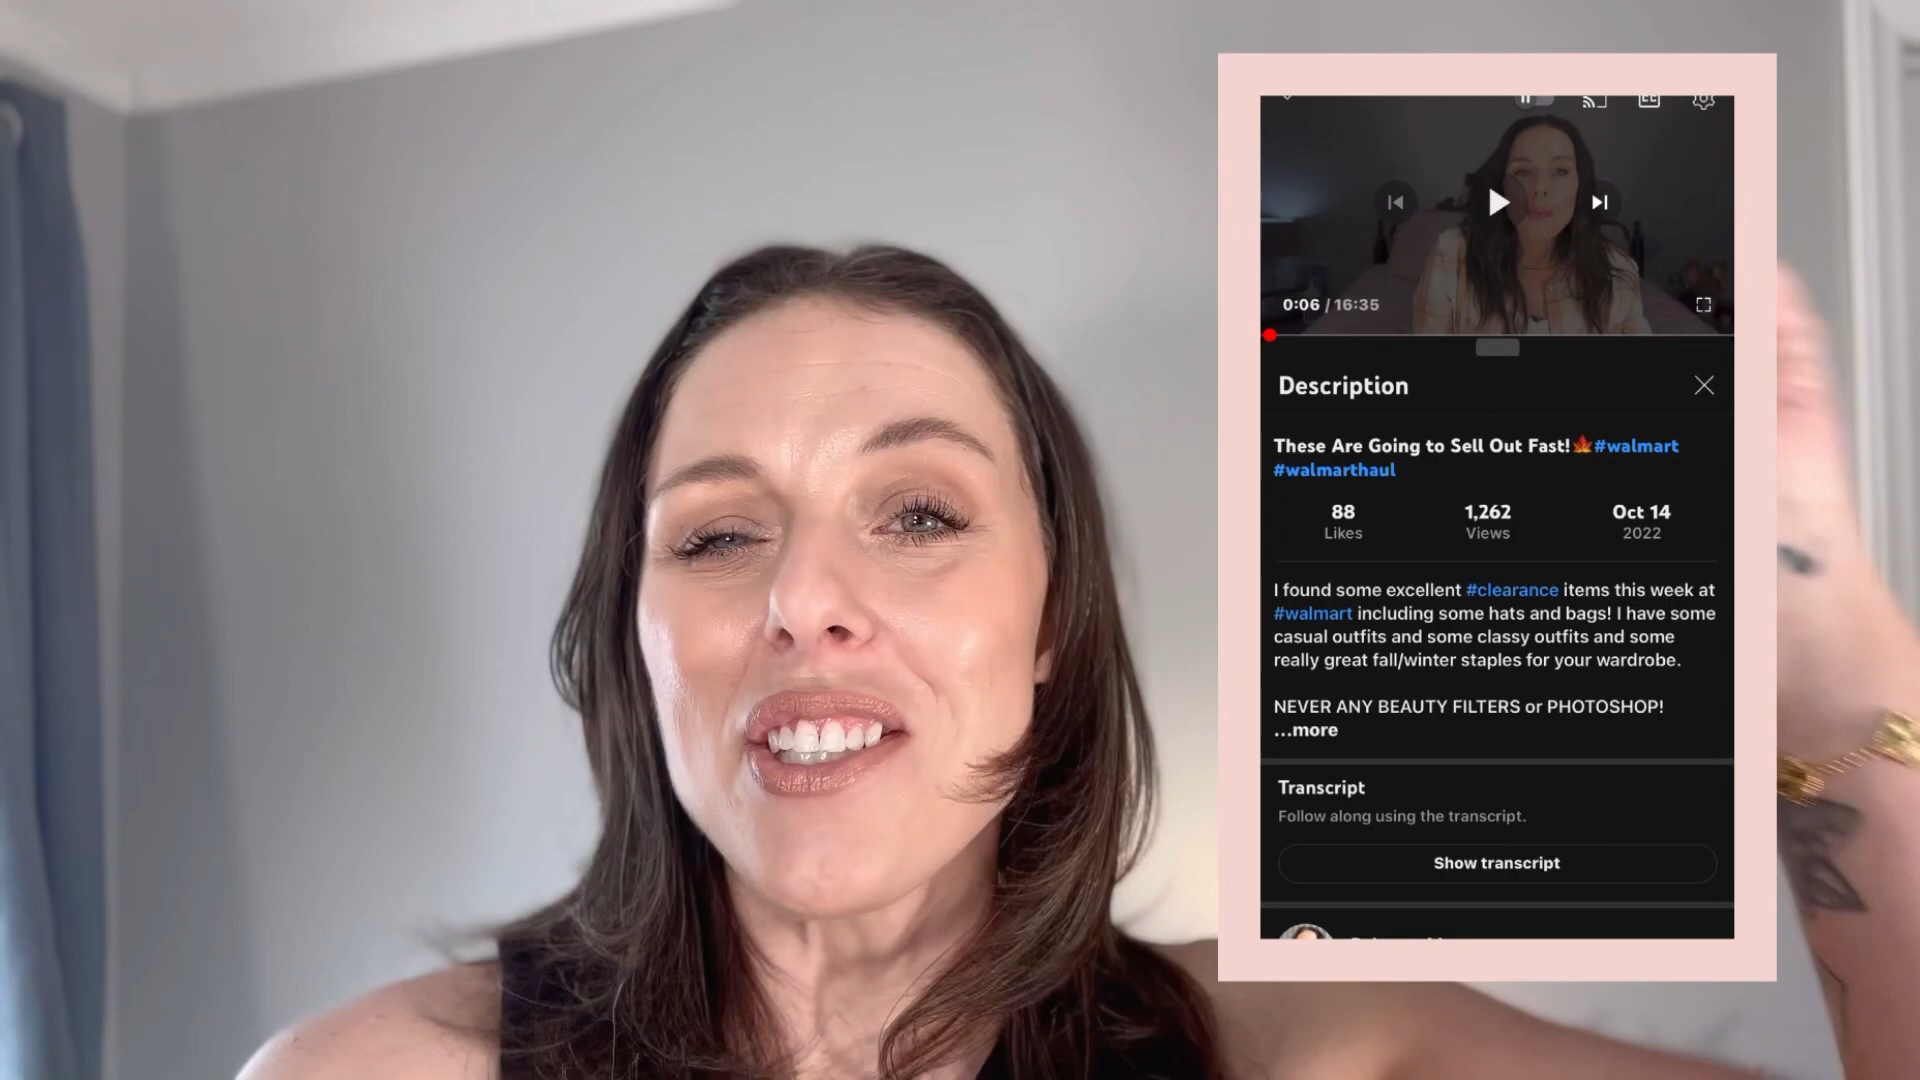 CC
0:06 / 16:35
Description
These Are Going to Sell Out Fast!🍁#walmart
#walmarthaul
88
1,262
Oct 14
Likes
Views
2022
I found some excellent #clearance items this week at
#walmart including some hats and bags! I have some
casual outfits and some classy outfits and some
really great fall/winter staples for your wardrobe.
NEVER ANY BEAUTY FILTERS or PHOTOSHOP!
...more
Transcript
Follow along using the transcript.
Show transcript